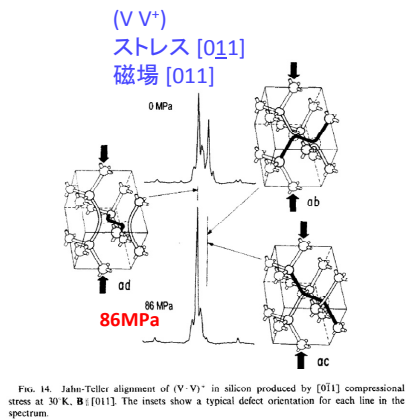 (V V⁺)
ストレス [0<u>1</u>1]
磁場 [011]
0 MPa
ab
ad
86 MPa
86MPa
ac
FIG. 14. Jahn-Teller alignment of (V·V)⁺ in silicon produced by [01̄1] compressional
stress at 30°K, B ∥ [011]. The insets show a typical defect orientation for each line in the
spectrum.